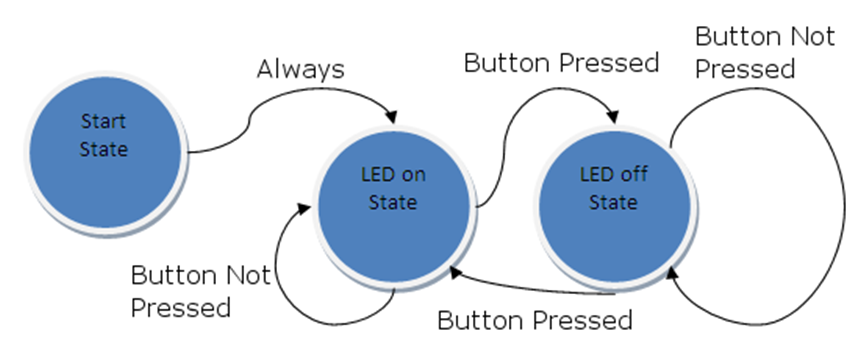 Start
State
Always
LED on
State
Button Pressed
LED off
State
Button Not
Pressed
Button Not
Pressed
Button Pressed